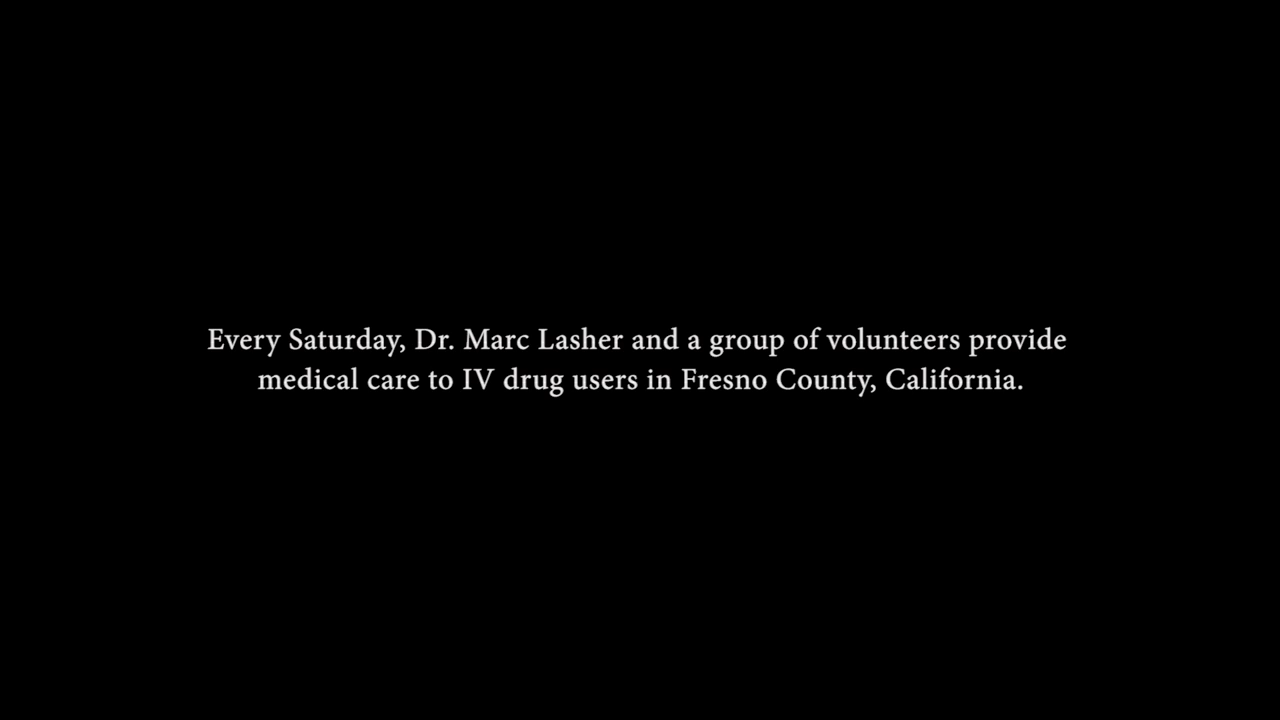 Every Saturday, Dr. Marc Lasher and a group of volunteers provide
medical care to IV drug users in Fresno County, California.